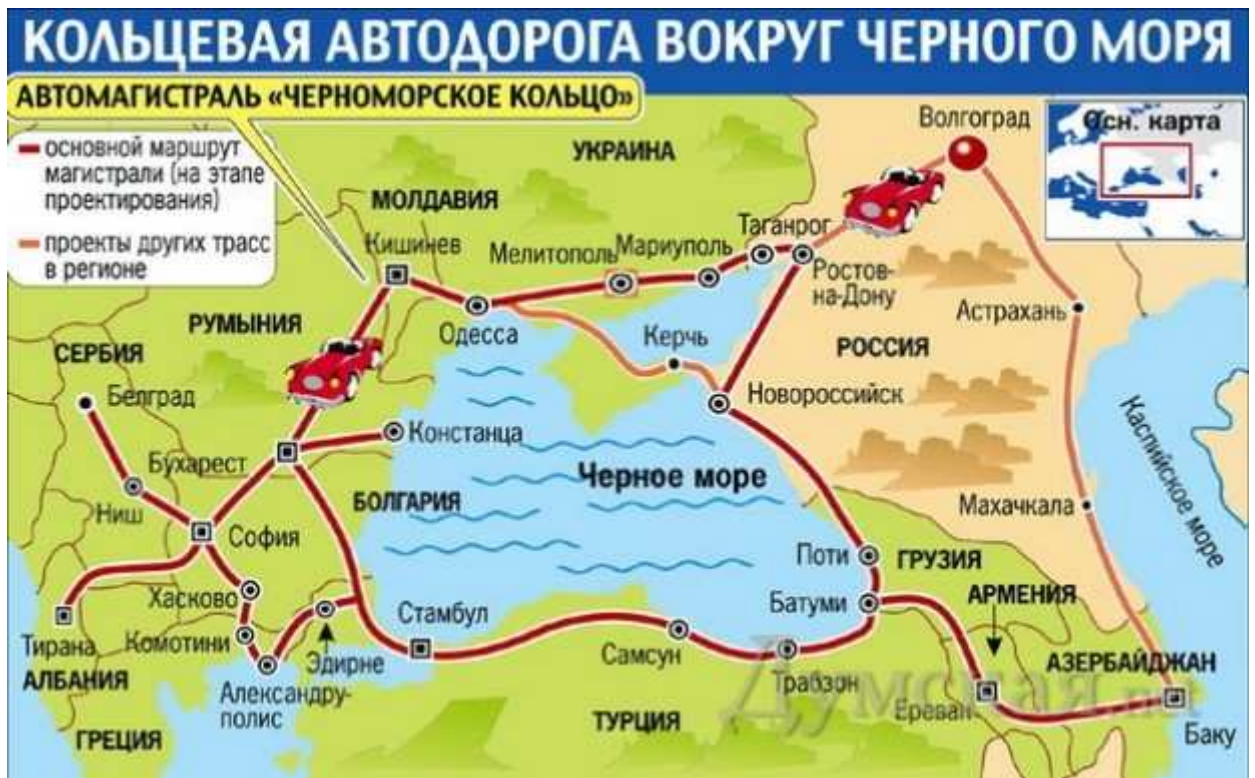 КОЛЬЦЕВАЯ АВТОДОРОГА ВОКРУГ ЧЕРНОГО МОРЯ
АВТОМАГИСТРАЛЬ «ЧЕРНОМОРСКОЕ КОЛЬЦО»
основной маршрут
магистрали (на этапе
проектирования)
проекты других трасс
в регионе
Осн. карта
Волгоград
УКРАИНА
МОЛДАВИЯ
Кишинев
Мелитополь
Мариуполь
Таганрог
Ростов-
на-Дону
Астрахань
РУМЫНИЯ
Одесса
Керчь
РОССИЯ
СЕРБИЯ
Белград
Новороссийск
Констанца
Каспийское море
Бухарест
Черное море
БОЛГАРИЯ
Махачкала
Ниш
София
Поти
ГРУЗИЯ
Хасково
Стамбул
Батуми
АРМЕНИЯ
Тирана
Комотини
Эдирне
Самсун
Трабзон
АЗЕРБАЙДЖАН
АЛБАНИЯ
Александру-
полис
ТУРЦИЯ
Ереван
Баку
ГРЕЦИЯ
Думская.net